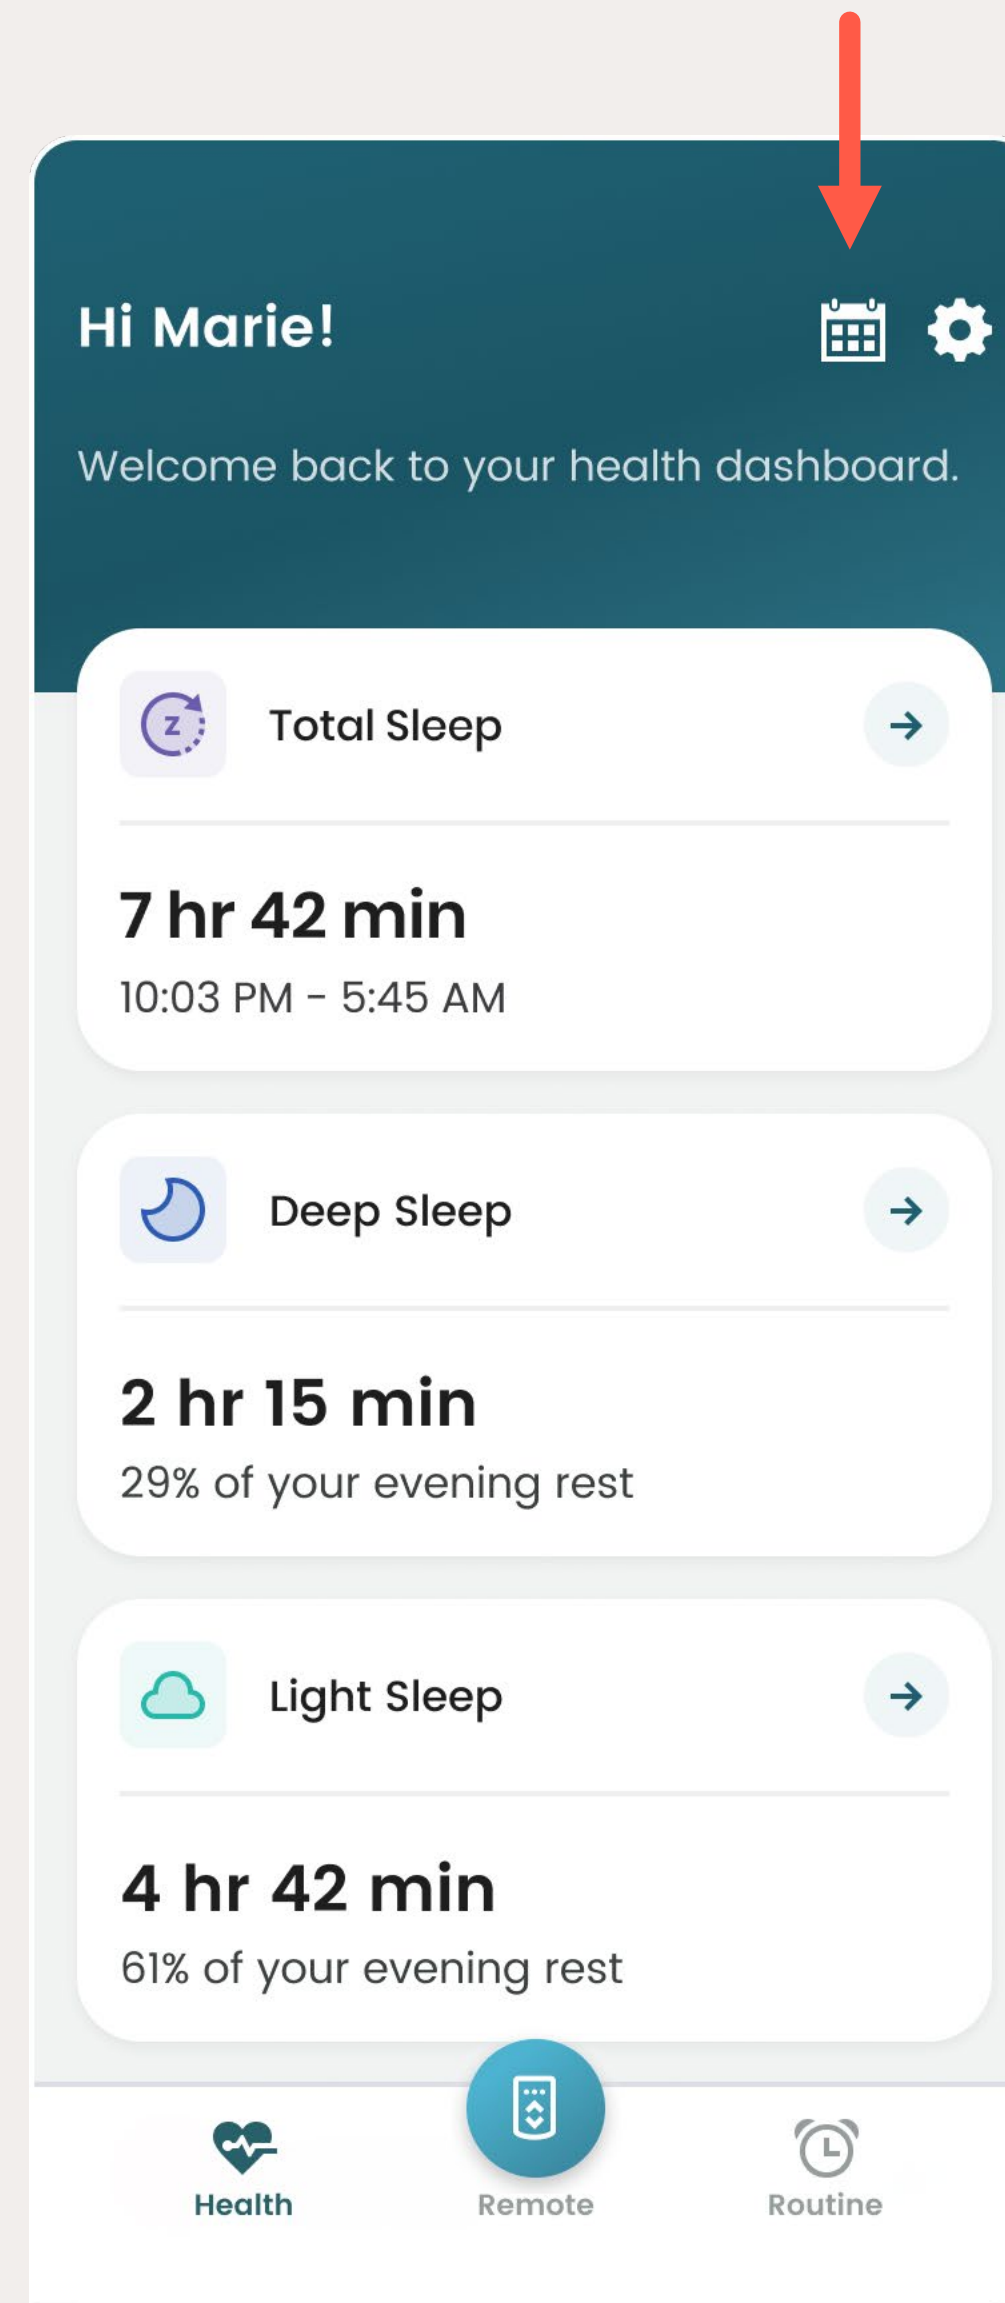 Hi Marie!
Welcome back to your health dashboard.
Z
Total Sleep
7 hr 42 min
10:03 PM - 5:45 AM
Deep Sleep
2 hr 15 min
29% of your evening rest
Light Sleep
4 hr 42 min
61% of your evening rest
Health
Remote
Routine